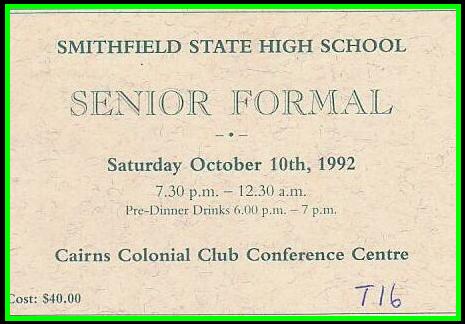 SMITHFIELD STATE HIGH SCHOOL
SENIOR FORMAL
Saturday October 10th, 1992
7.30 p.m. – 12.30 a.m.
Pre-Dinner Drinks 6.00 p.m. – 7 p.m.
Cairns Colonial Club Conference Centre
Cost: $40.00
T16